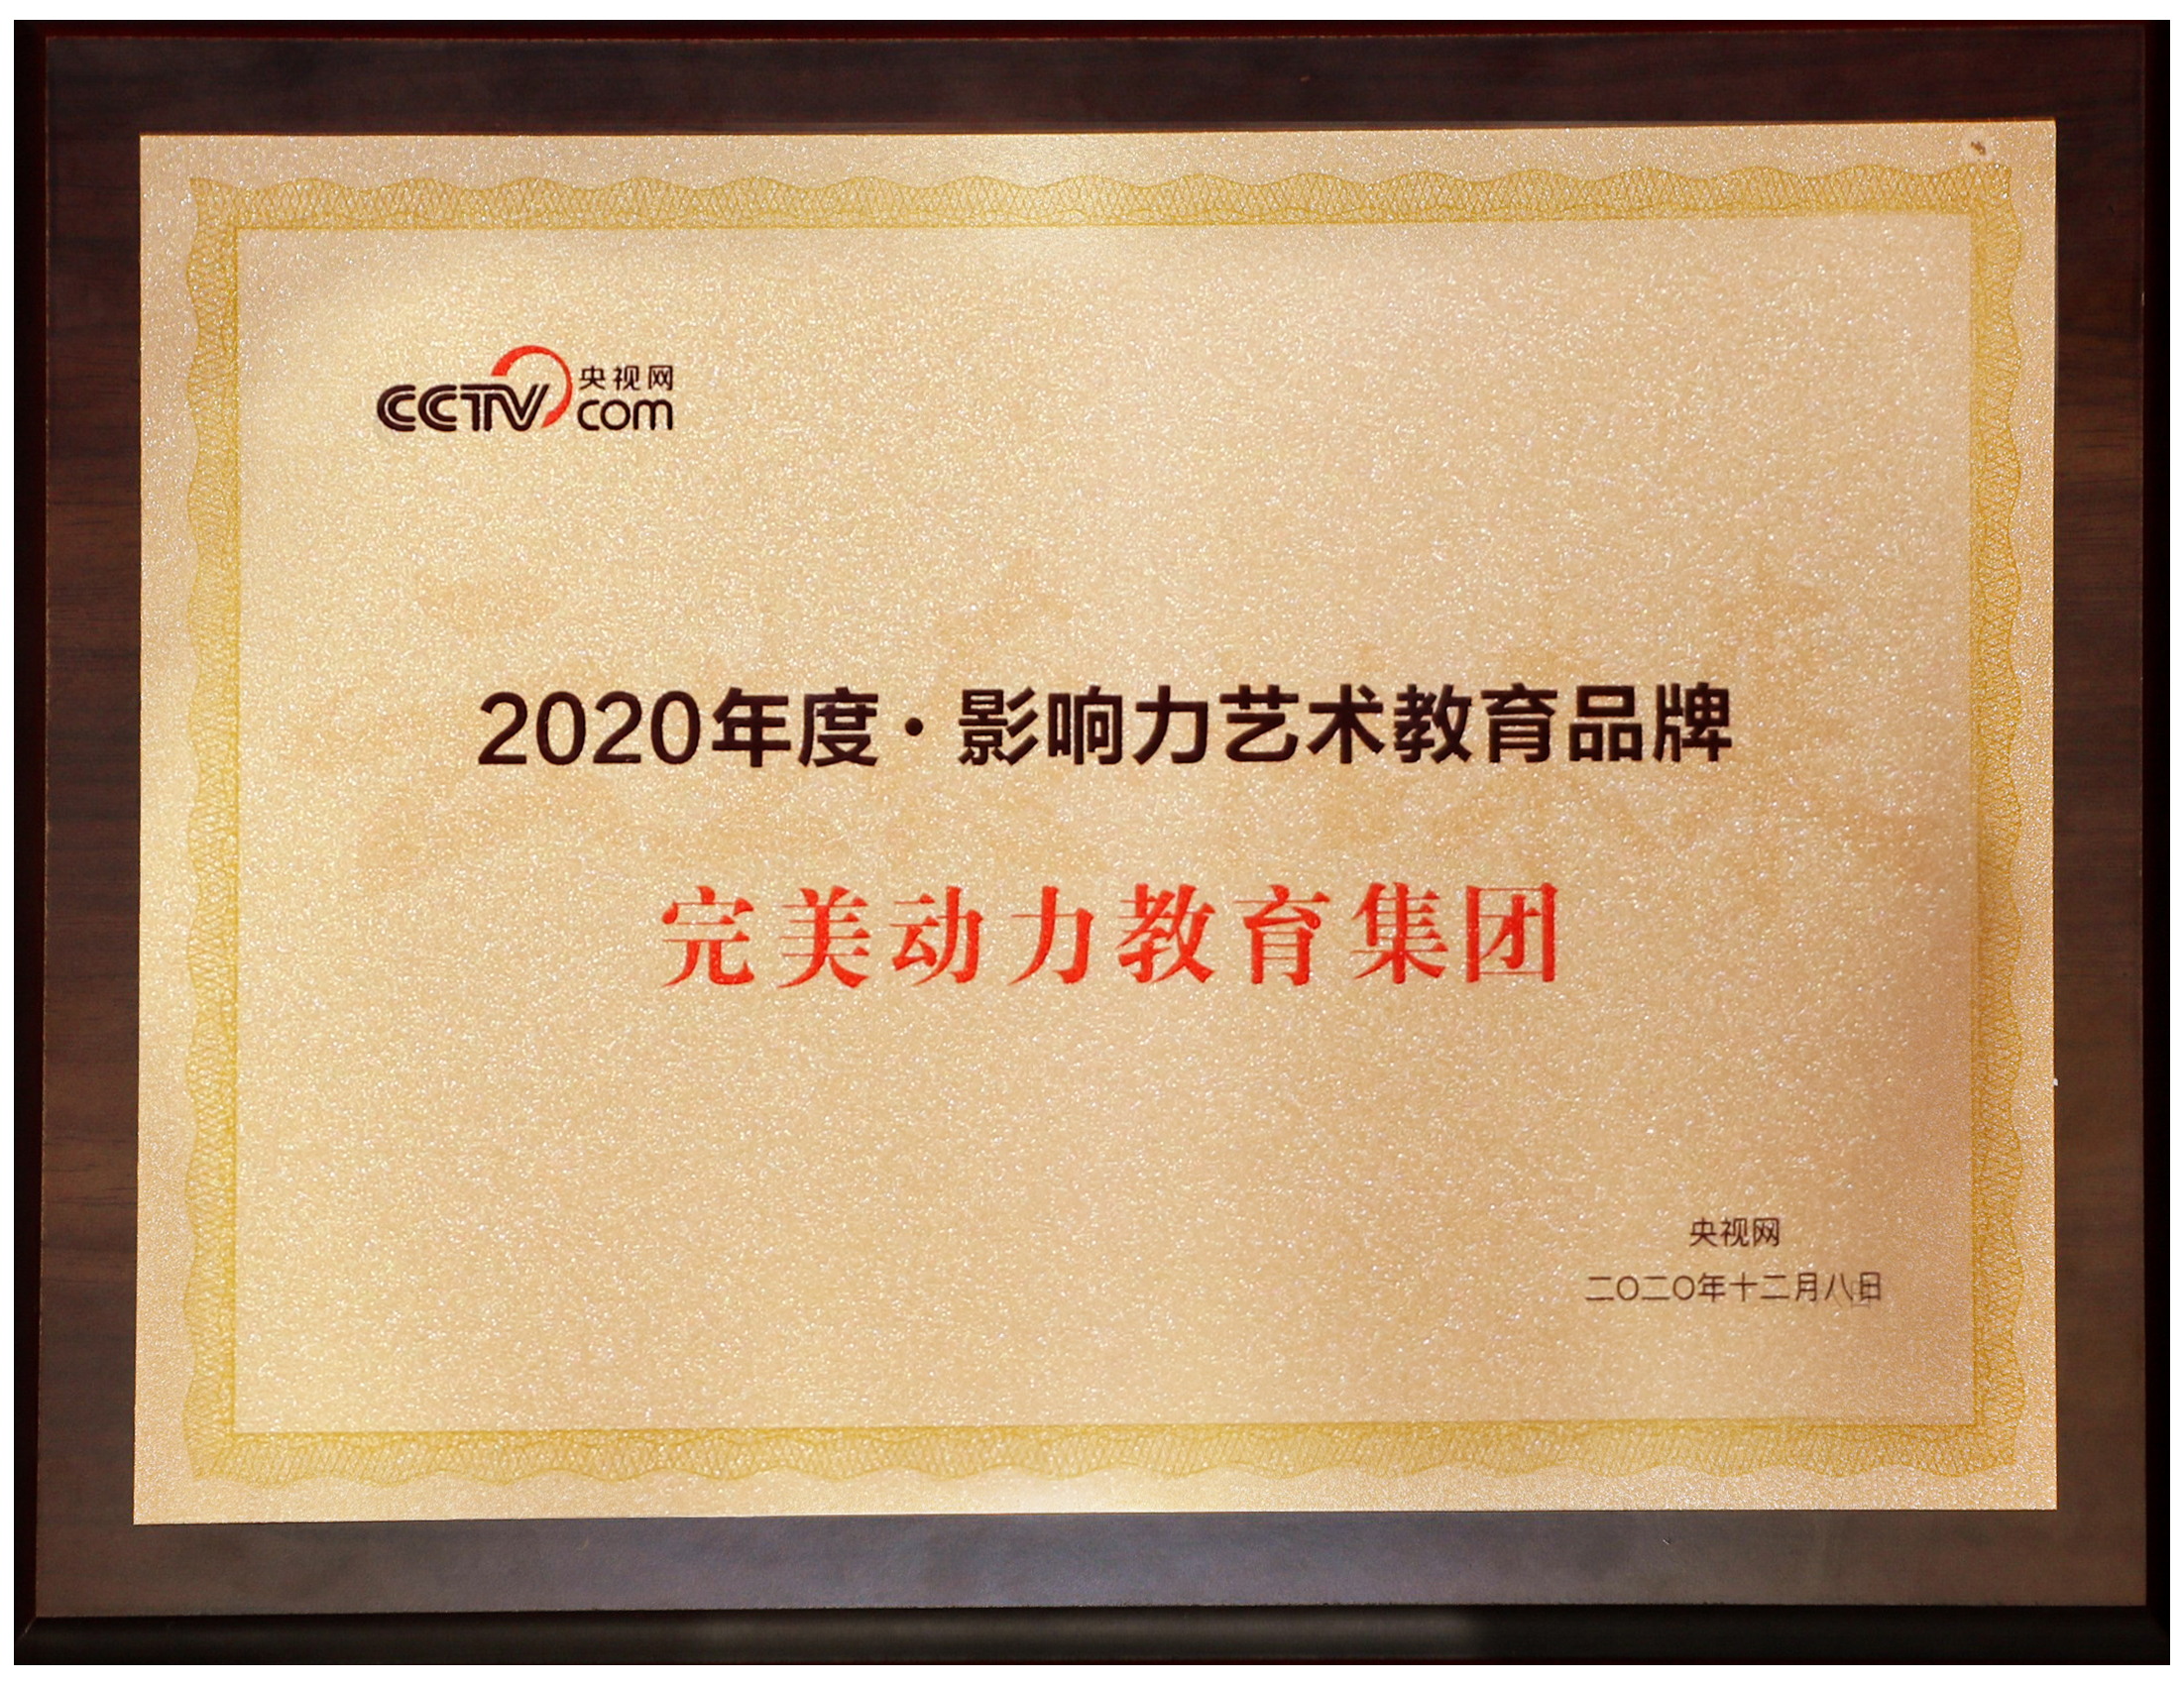 CCTV 央视网
com
2020年度·影响力艺术教育品牌
完美动力教育集团
央视网
二〇二〇年十二月八日